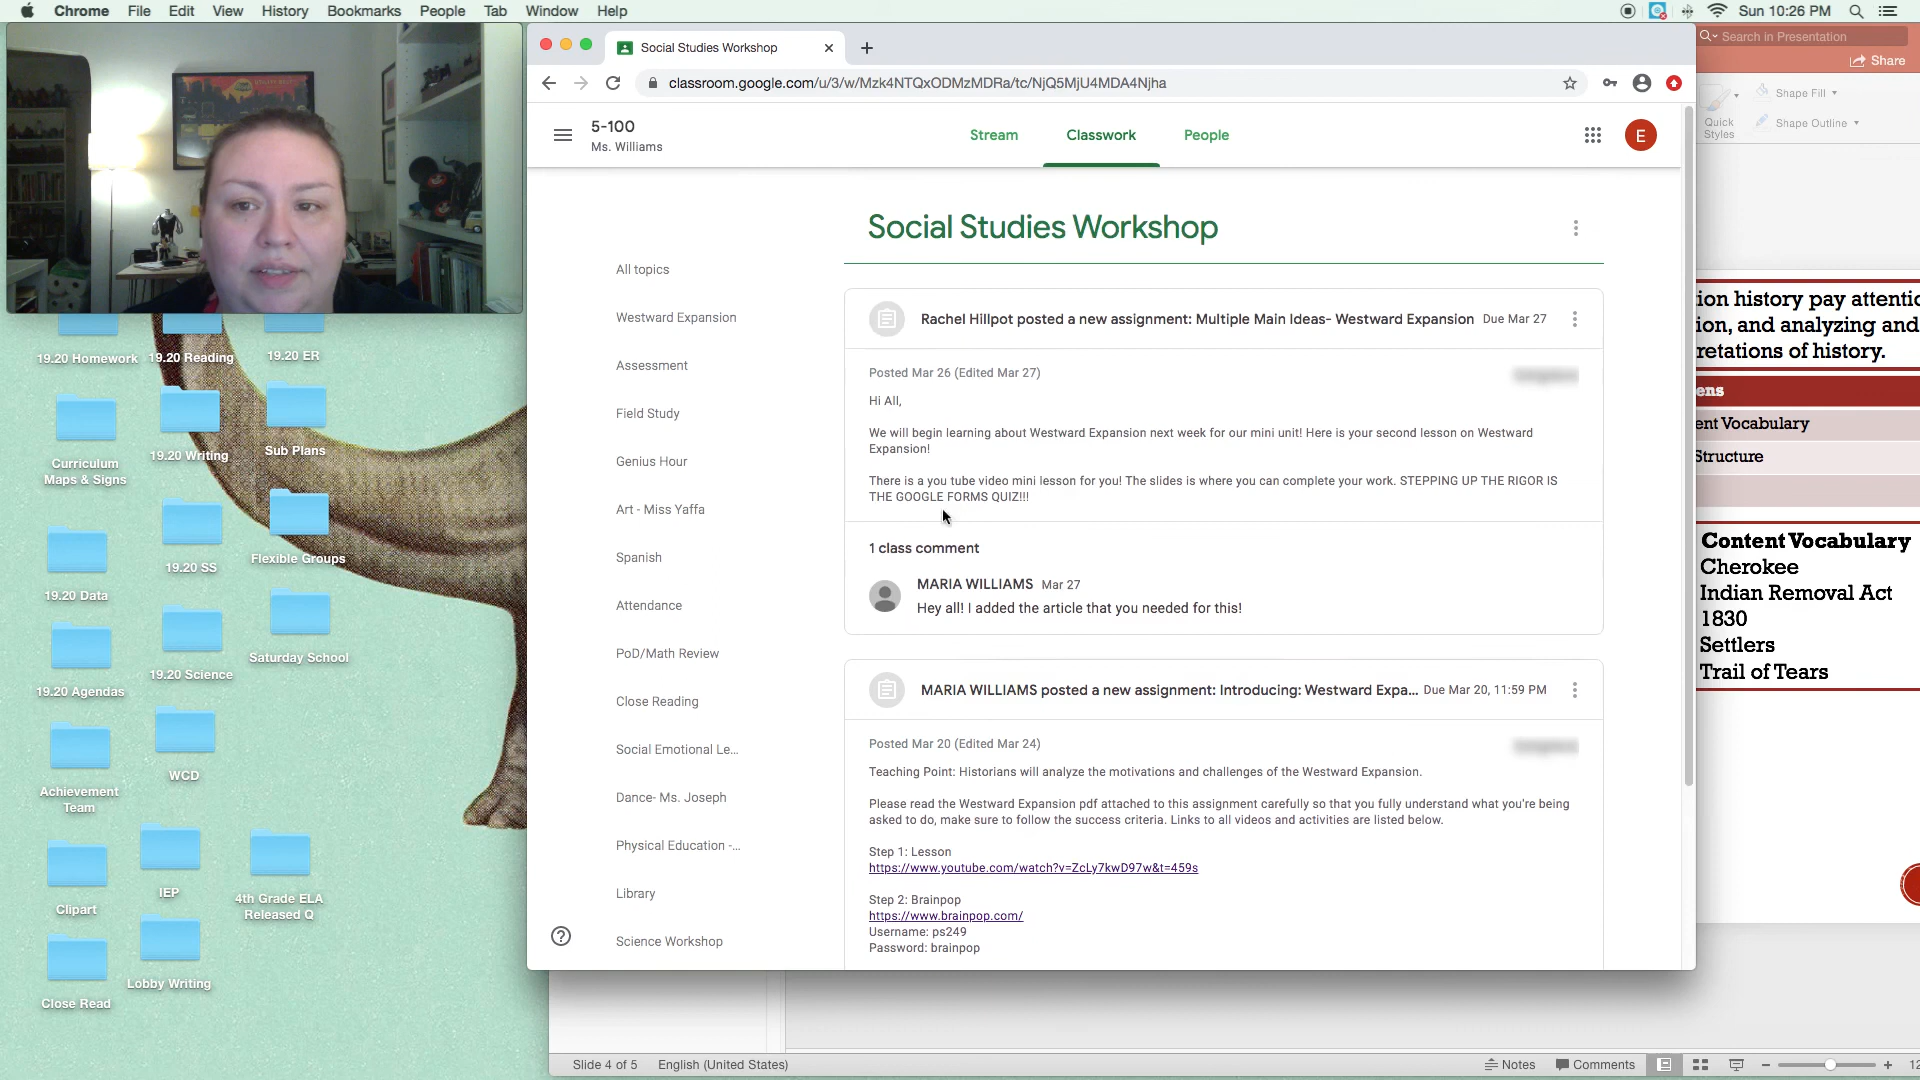 Chrome File Edit View History Bookmarks People Tab Window Help
Sun 10:26 PM
Social Studies Workshop
classroom.google.com/u/3/w/Mzk4NTQxODMzMDRa/tc/NjQ5MjU4MDA4Njha
5-100
Ms. Williams
Stream Classwork People
E
Social Studies Workshop
All topics
Westward Expansion
Assessment
Field Study
Genius Hour
Art - Miss Yaffa
Spanish
Attendance
PoD/Math Review
Close Reading
Social Emotional Le...
Dance- Ms. Joseph
Physical Education -...
Library
Science Workshop
Rachel Hillpot posted a new assignment: Multiple Main Ideas- Westward Expansion Due Mar 27
Posted Mar 26 (Edited Mar 27)
Hi All,
We will begin learning about Westward Expansion next week for our mini unit! Here is your second lesson on Westward
Expansion!
There is a you tube video mini lesson for you! The slides is where you can complete your work. STEPPING UP THE RIGOR IS
THE GOOGLE FORMS QUIZ!!!
1 class comment
MARIA WILLIAMS Mar 27
Hey all! I added the article that you needed for this!
MARIA WILLIAMS posted a new assignment: Introducing: Westward Expa... Due Mar 20, 11:59 PM
Posted Mar 20 (Edited Mar 24)
Teaching Point: Historians will analyze the motivations and challenges of the Westward Expansion.
Please read the Westward Expansion pdf attached to this assignment carefully so that you fully understand what you're being
asked to do, make sure to follow the success criteria. Links to all videos and activities are listed below.
Step 1: Lesson
https://www.youtube.com/watch?v=ZcLy7kwD97w&t=459s
Step 2: Brainpop
https://www.brainpop.com/
Username: ps249
Password: brainpop
Search in Presentation
Share
Quick
Styles
Shape Fill
Shape Outline
ion history pay attentio
ion, and analyzing and
retations of history.
ens
ent Vocabulary
Structure
Content Vocabulary
Cherokee
Indian Removal Act
1830
Settlers
Trail of Tears
19.20 Homework
19.20 Reading
19.20 ER
Curriculum
Maps & Signs
19.20 Writing
Sub Plans
19.20 Data
19.20 SS
Flexible Groups
19.20 Agendas
19.20 Science
Saturday School
Achievement
Team
WCD
Clipart
IEP
4th Grade ELA
Released Q
Close Read
Lobby Writing
Slide 4 of 5 English (United States)
Notes Comments
12